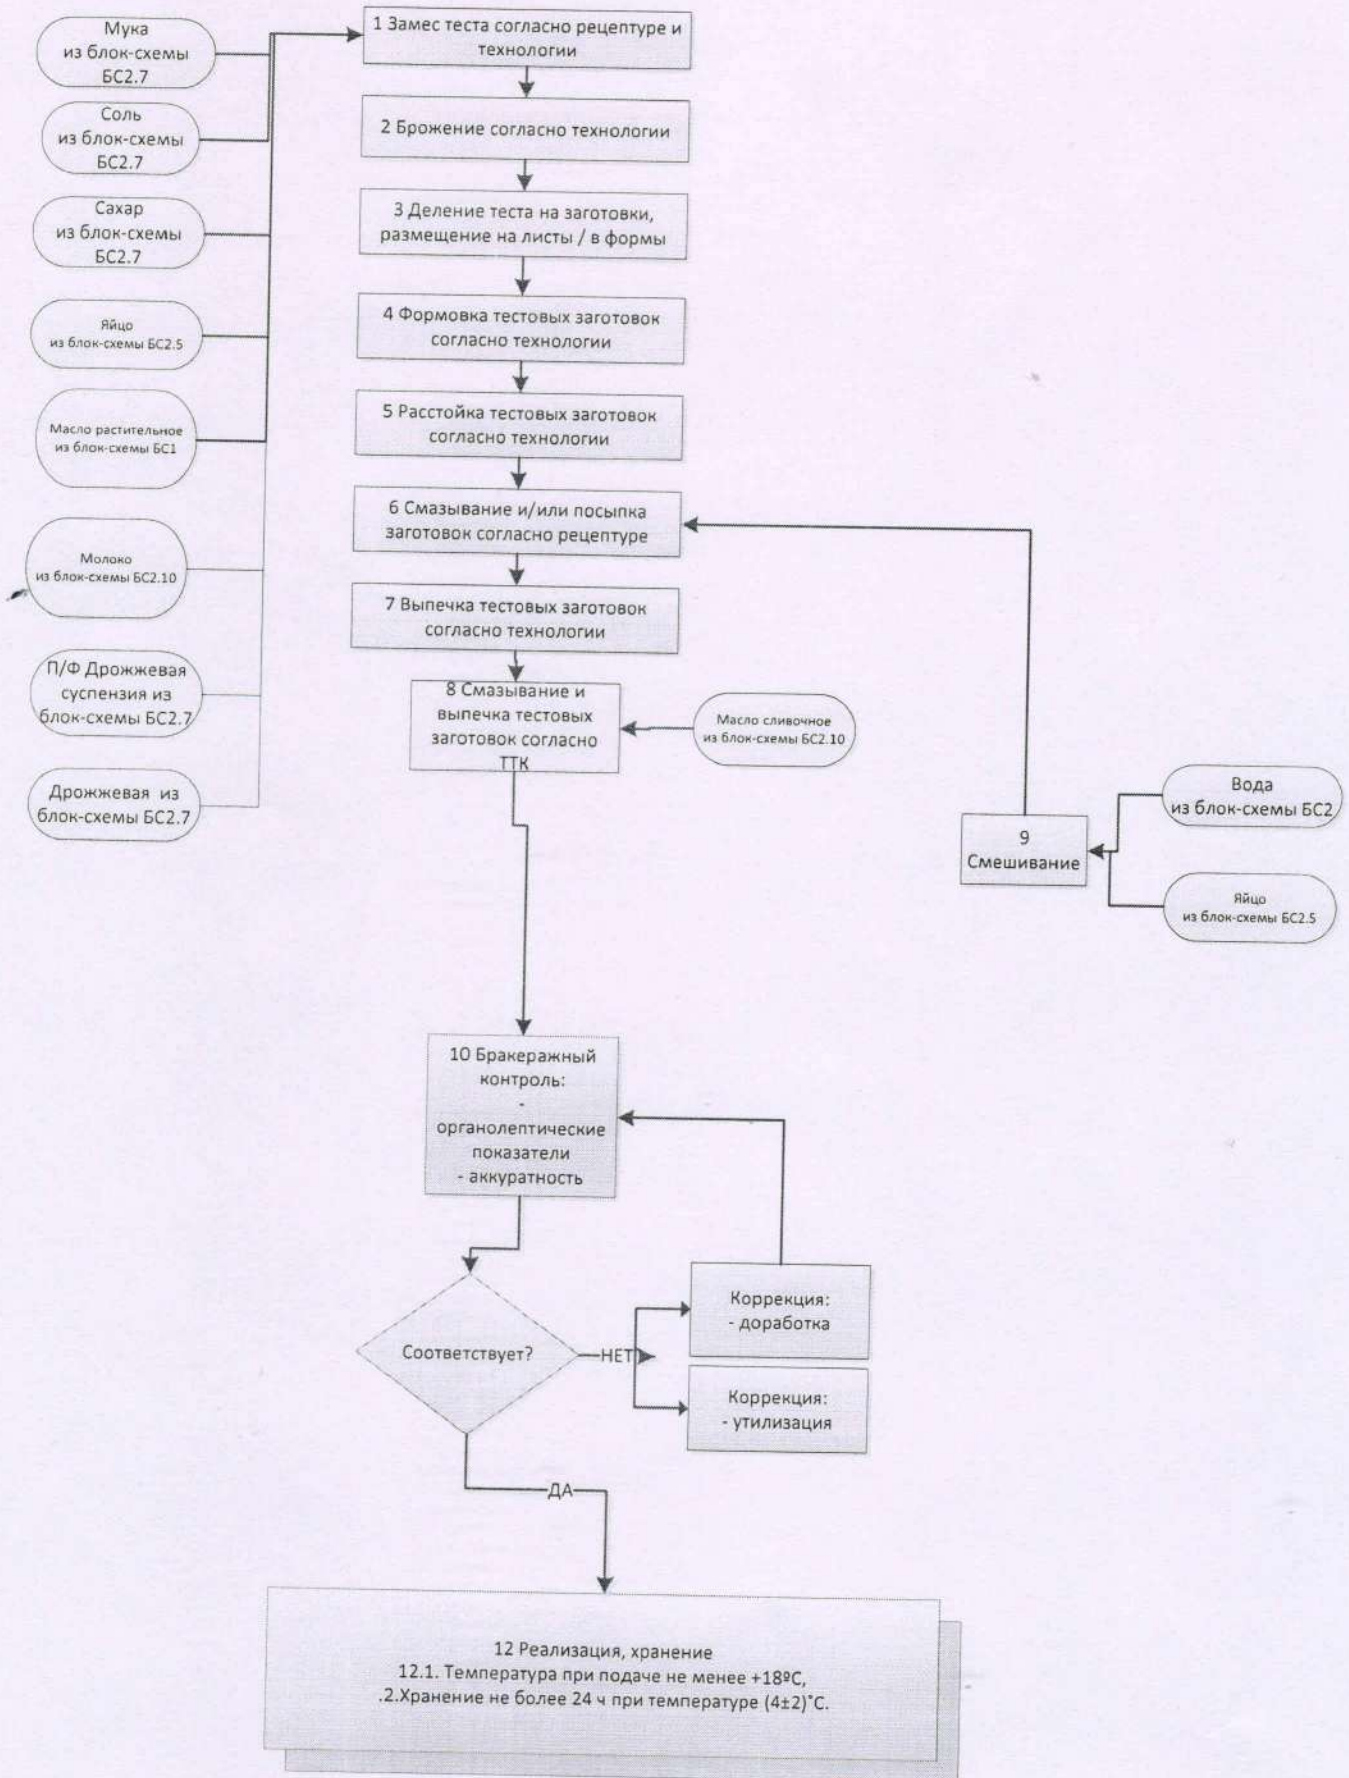 Мука
из блок-схемы
БС2.7
Соль
из блок-схемы
БС2.7
Сахар
из блок-схемы
БС2.7
Яйцо
из блок-схемы БС2.5
Масло растительное
из блок-схемы БС1
Молоко
из блок-схемы БС2.10
П/Ф Дрожжевая
суспензия из
блок-схемы БС2.7
Дрожжевая из
блок-схемы БС2.7
1 Замес теста согласно рецептуре и
технологии
2 Брожение согласно технологии
3 Деление теста на заготовки,
размещение на листы / в формы
4 Формовка тестовых заготовок
согласно технологии
5 Расстойка тестовых заготовок
согласно технологии
6 Смазывание и/или посыпка
заготовок согласно рецептуре
7 Выпечка тестовых заготовок
согласно технологии
8 Смазывание и
выпечка тестовых
заготовок согласно
ТТК
Масло сливочное
из блок-схемы БС2.10
Вода
из блок-схемы БС2
9
Смешивание
Яйцо
из блок-схемы БС2.5
10 Бракеражный
контроль:
-
органолептические
показатели
- аккуратность
Соответствует?
НЕТ
Коррекция:
- доработка
Коррекция:
- утилизация
ДА
12 Реализация, хранение
12.1. Температура при подаче не менее +18ºС,
.2.Хранение не более 24 ч при температуре (4±2)˚С.